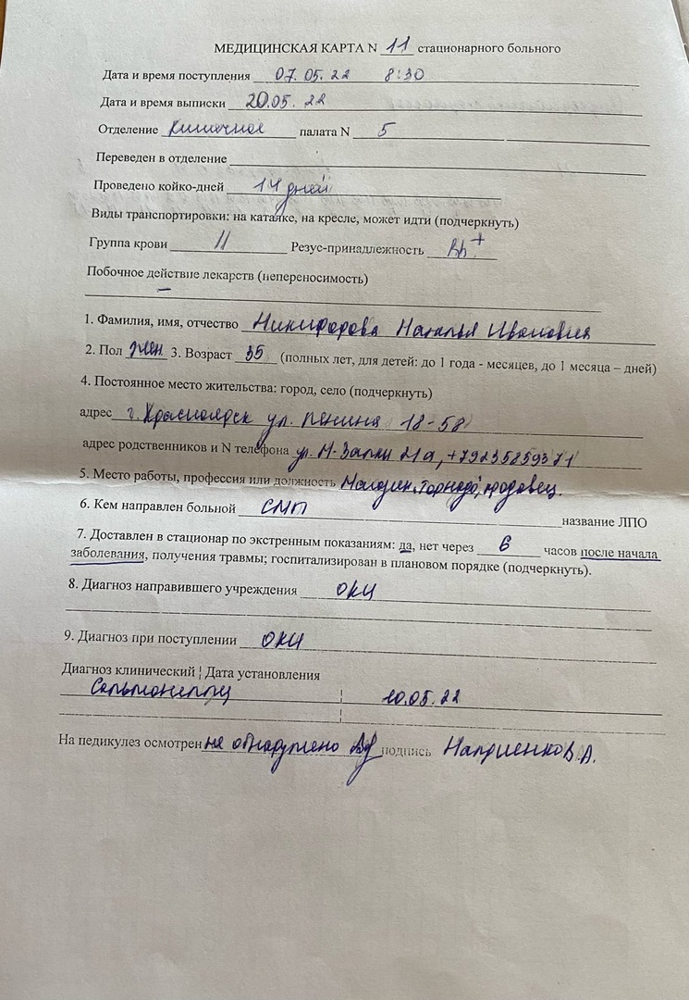 МЕДИЦИНСКАЯ КАРТА N 11 стационарного больного
Дата и время поступления 07.05.22 8:30
Дата и время выписки 20.05.22
Отделение Кишечное палата N 5
Переведен в отделение
Проведено койко-дней 14 дней
Виды транспортировки: на каталке, на кресле, может идти (подчеркнуть)
Группа крови II Резус-принадлежность Rh+
Побочное действие лекарств (непереносимость)
–
1. Фамилия, имя, отчество Никифорова Наталья Ивановна
2. Пол жен 3. Возраст 35 (полных лет, для детей: до 1 года - месяцев, до 1 месяца – дней)
4. Постоянное место жительства: город, село (подчеркнуть)
адрес г. Красноярск ул. Ленина 18-58
адрес родственников и N телефона ул. М-Залки 21а, +79235859371
5. Место работы, профессия или должность Магазин "Торнадо", продавец.
6. Кем направлен больной СМП название ЛПО
7. Доставлен в стационар по экстренным показаниям: да, нет через 6 часов после начала
заболевания, получения травмы; госпитализирован в плановом порядке (подчеркнуть).
8. Диагноз направившего учреждения ОКИ
9. Диагноз при поступлении ОКИ
Диагноз клинический ¦ Дата установления
Сальмонеллез 10.05.22
На педикулез осмотрен не обнаружено подпись В.А.